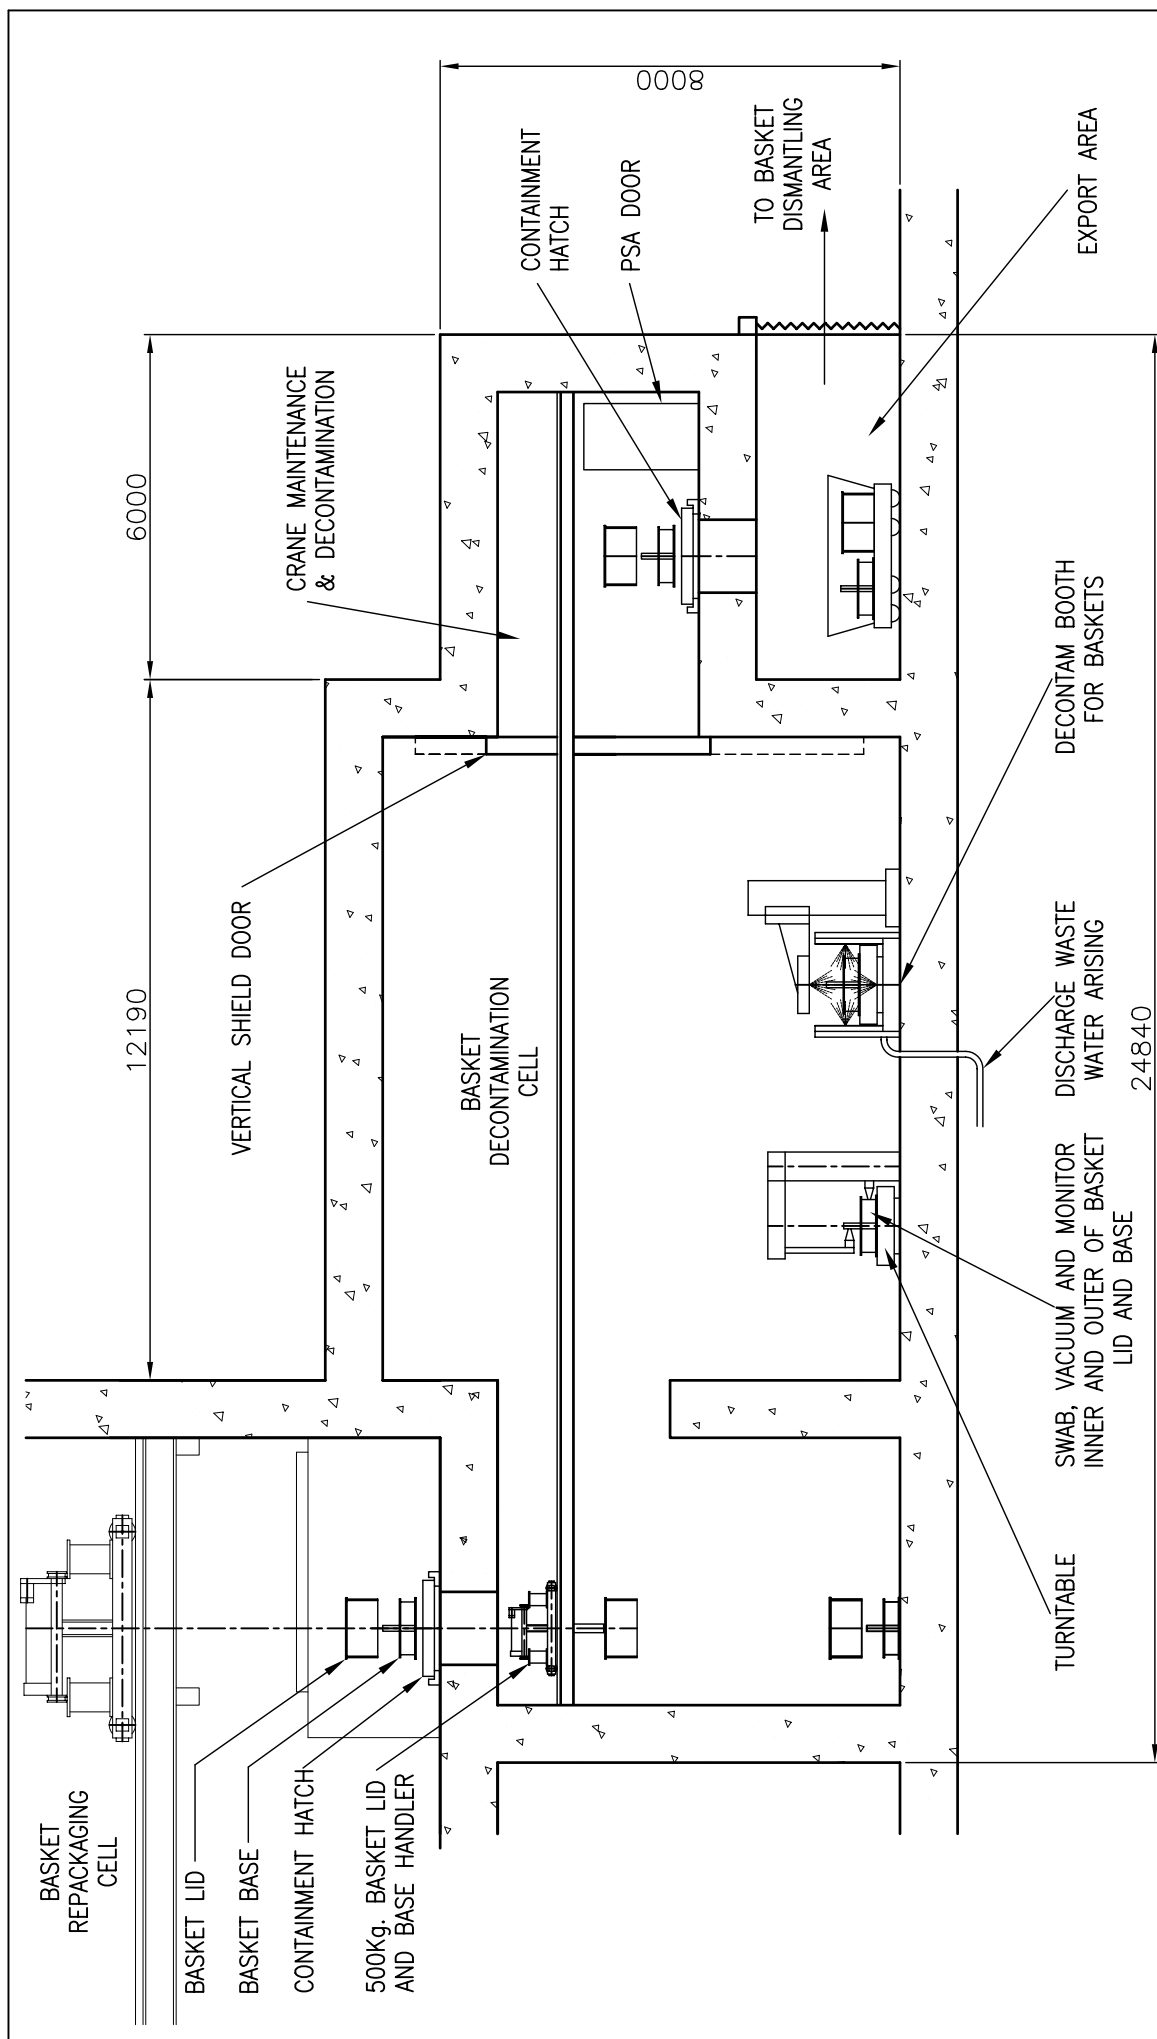 BASKET
REPACKAGING
CELL
BASKET LID
BASKET BASE
CONTAINMENT HATCH
500Kg. BASKET LID
AND BASE HANDLER
12190
6000
8000
24840
VERTICAL SHIELD DOOR
CRANE MAINTENANCE
& DECONTAMINATION
CONTAINMENT
HATCH
PSA DOOR
TO BASKET
DISMANTLING
AREA
EXPORT AREA
BASKET
DECONTAMINATION
CELL
TURNTABLE
SWAB, VACUUM AND MONITOR
INNER AND OUTER OF BASKET
LID AND BASE
DISCHARGE WASTE
WATER ARISING
DECONTAM BOOTH
FOR BASKETS